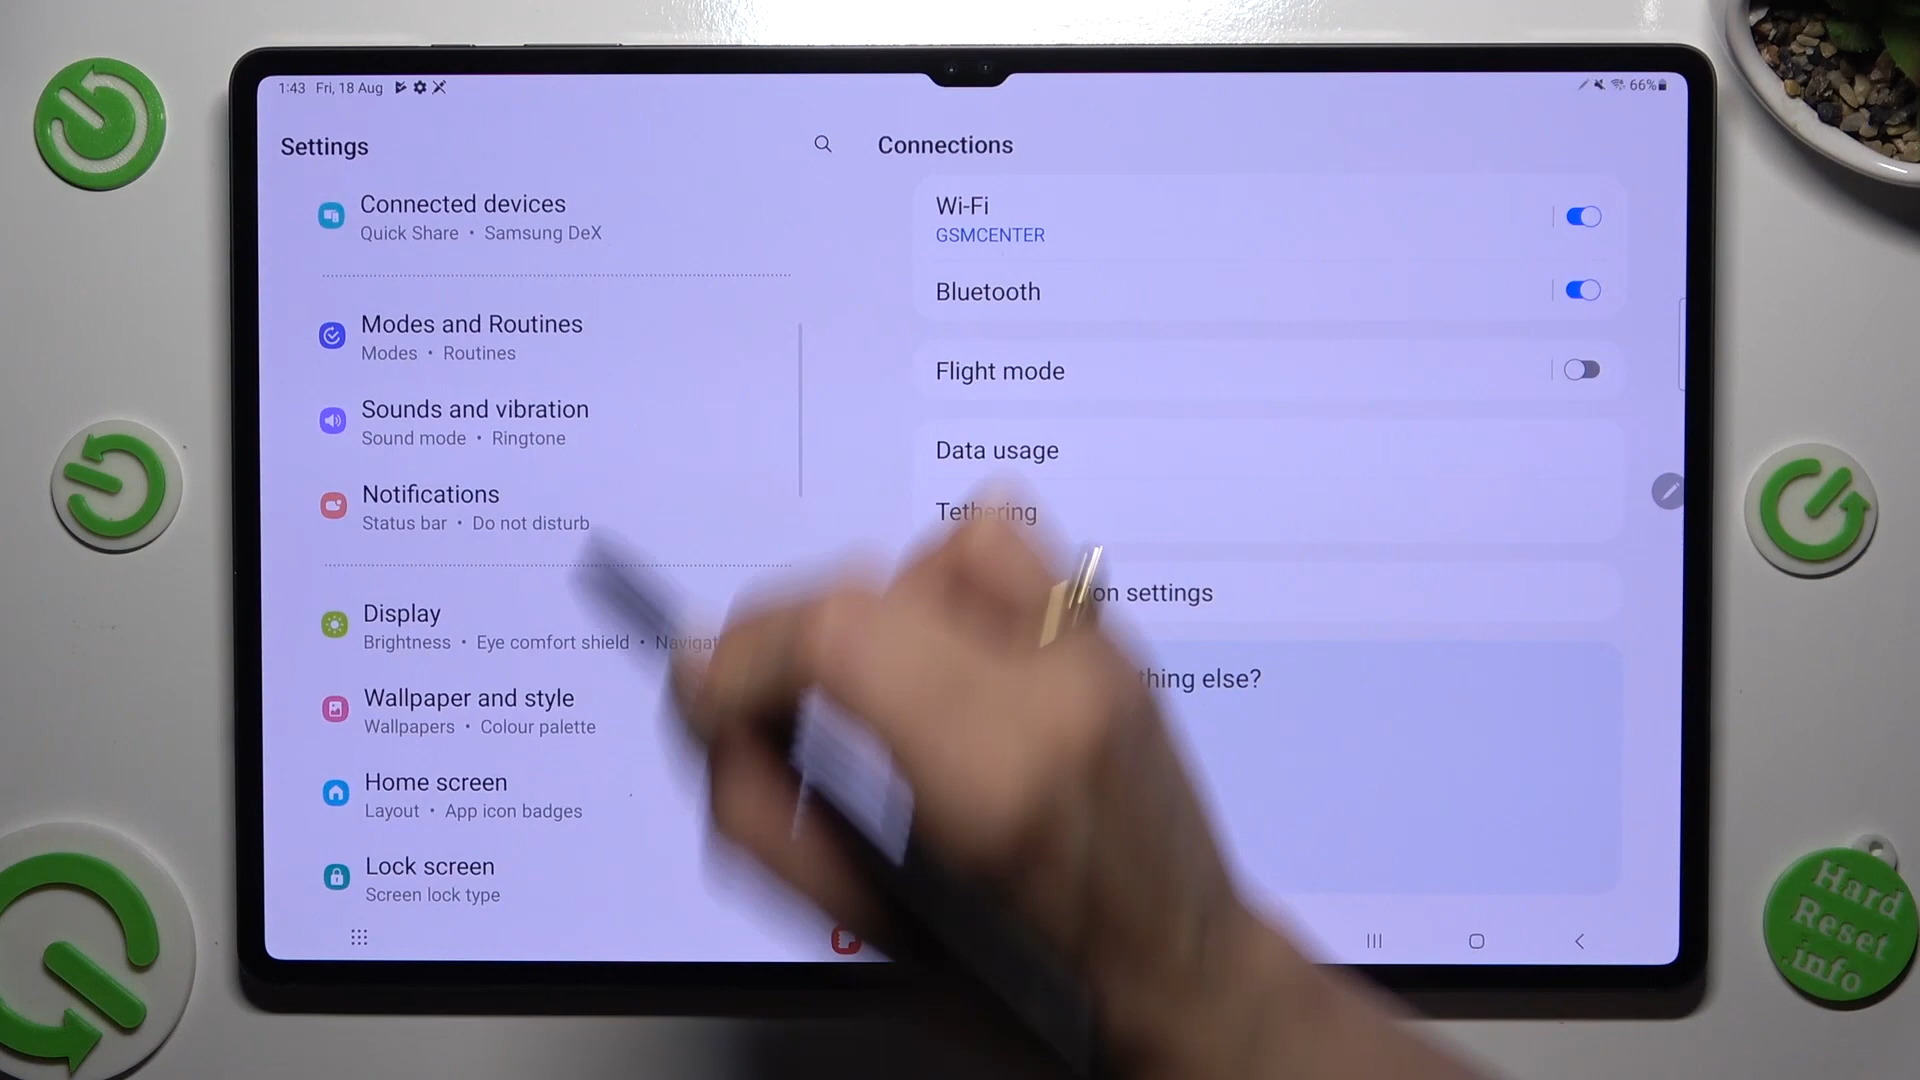 1:43 Fri, 18 Aug
66%
Settings
Connections
Connected devices
Quick Share • Samsung DeX
Modes and Routines
Modes • Routines
Sounds and vibration
Sound mode • Ringtone
Notifications
Status bar • Do not disturb
Display
Brightness • Eye comfort shield • Navigat
Wallpaper and style
Wallpapers • Colour palette
Home screen
Layout • App icon badges
Lock screen
Screen lock type
Wi-Fi
GSMCENTER
Bluetooth
Flight mode
Data usage
Tethering
on settings
thing else?
Hard
Reset
.info